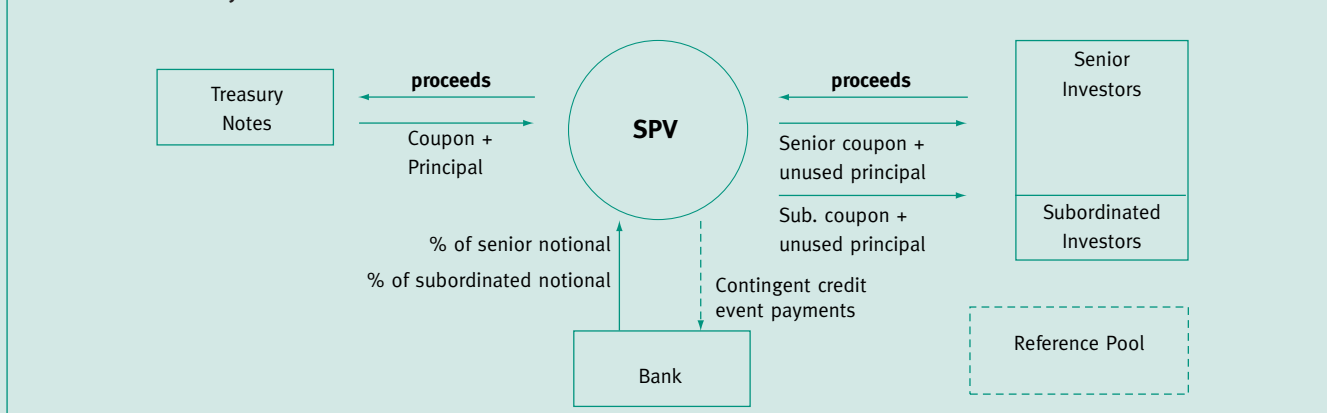 Treasury
Notes
proceeds
Coupon +
Principal
SPV
proceeds
Senior coupon +
unused principal
Sub. coupon +
unused principal
Senior
Investors
Subordinated
Investors
% of senior notional
% of subordinated notional
Contingent credit
event payments
Bank
Reference Pool